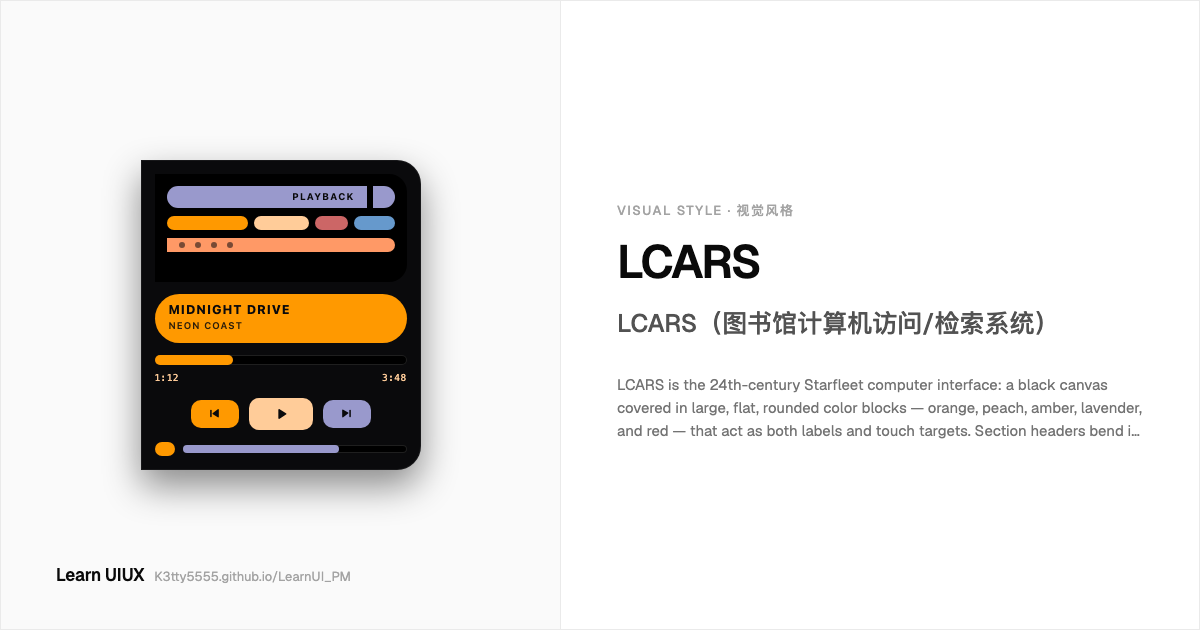 PLAYBACK
MIDNIGHT DRIVE
NEON COAST
1:12 3:48
VISUAL STYLE · 视觉风格
LCARS
LCARS（图书馆计算机访问/检索系统）
LCARS is the 24th-century Starfleet computer interface: a black canvas
covered in large, flat, rounded color blocks — orange, peach, amber, lavender,
and red — that act as both labels and touch targets. Section headers bend i…
Learn UIUX K3tty5555.github.io/LearnUI_PM